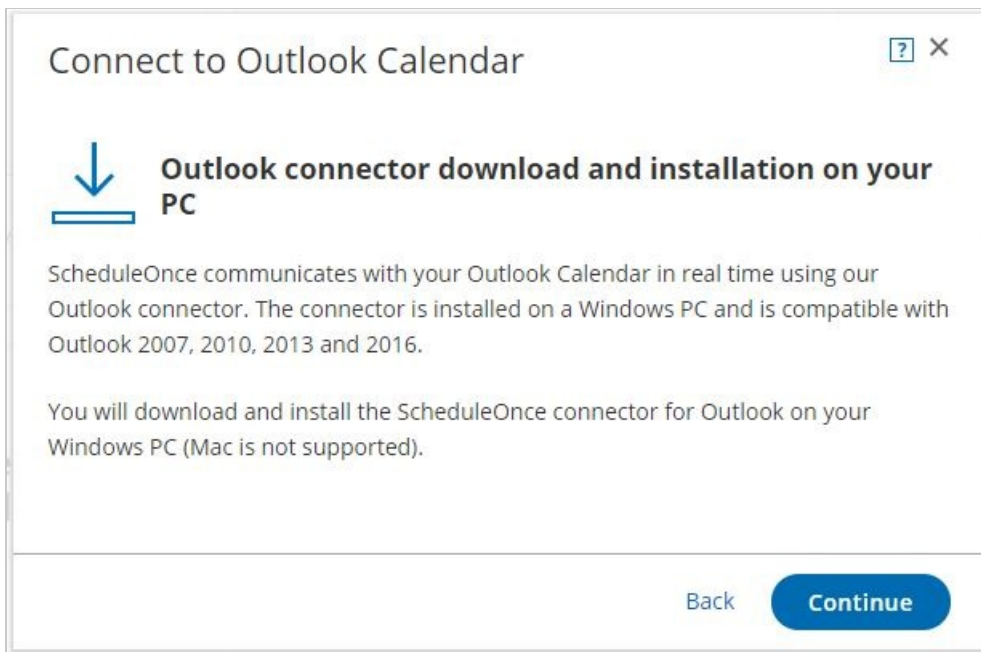 Connect to Outlook Calendar
?
Outlook connector download and installation on your
PC
ScheduleOnce communicates with your Outlook Calendar in real time using our
Outlook connector. The connector is installed on a Windows PC and is compatible with
Outlook 2007, 2010, 2013 and 2016.
You will download and install the ScheduleOnce connector for Outlook on your
Windows PC (Mac is not supported).
Back
Continue